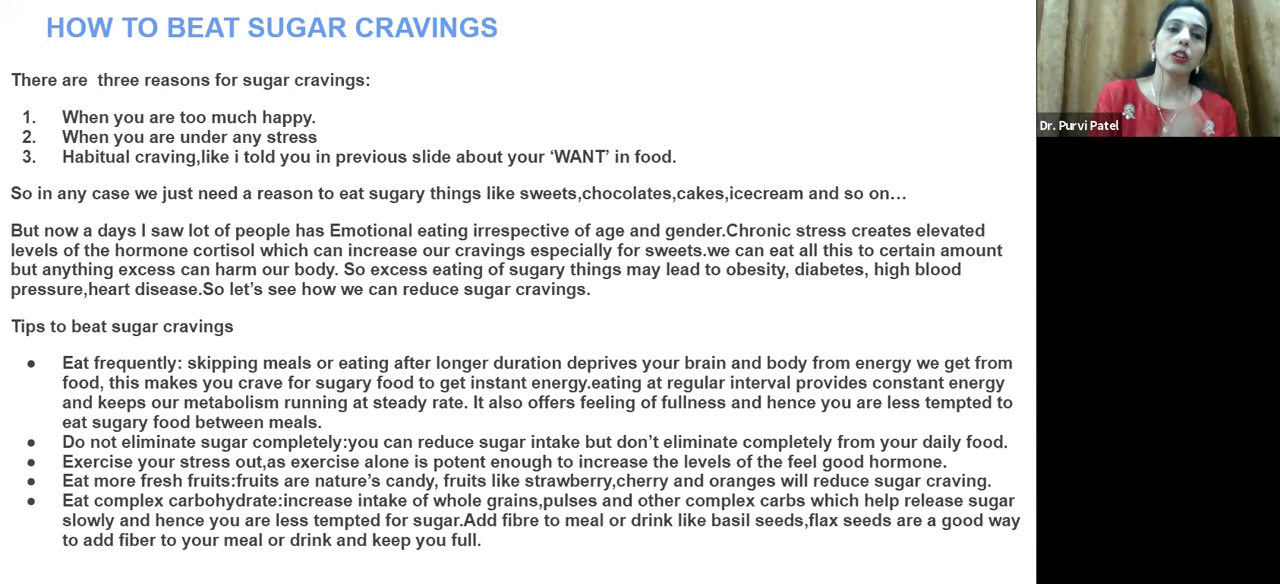 HOW TO BEAT SUGAR CRAVINGS
There are  three reasons for sugar cravings:
1. When you are too much happy.
2. When you are under any stress
3. Habitual craving,like i told you in previous slide about your ‘WANT’ in food.
So in any case we just need a reason to eat sugary things like sweets,chocolates,cakes,icecream and so on…
But now a days I saw lot of people has Emotional eating irrespective of age and gender.Chronic stress creates elevated
levels of the hormone cortisol which can increase our cravings especially for sweets.we can eat all this to certain amount
but anything excess can harm our body. So excess eating of sugary things may lead to obesity, diabetes, high blood
pressure,heart disease.So let’s see how we can reduce sugar cravings.
Tips to beat sugar cravings
● Eat frequently: skipping meals or eating after longer duration deprives your brain and body from energy we get from
food, this makes you crave for sugary food to get instant energy.eating at regular interval provides constant energy
and keeps our metabolism running at steady rate. It also offers feeling of fullness and hence you are less tempted to
eat sugary food between meals.
● Do not eliminate sugar completely:you can reduce sugar intake but don’t eliminate completely from your daily food.
● Exercise your stress out,as exercise alone is potent enough to increase the levels of the feel good hormone.
● Eat more fresh fruits:fruits are nature’s candy, fruits like strawberry,cherry and oranges will reduce sugar craving.
● Eat complex carbohydrate:increase intake of whole grains,pulses and other complex carbs which help release sugar
slowly and hence you are less tempted for sugar.Add fibre to meal or drink like basil seeds,flax seeds are a good way
to add fiber to your meal or drink and keep you full.
Dr. Purvi Patel